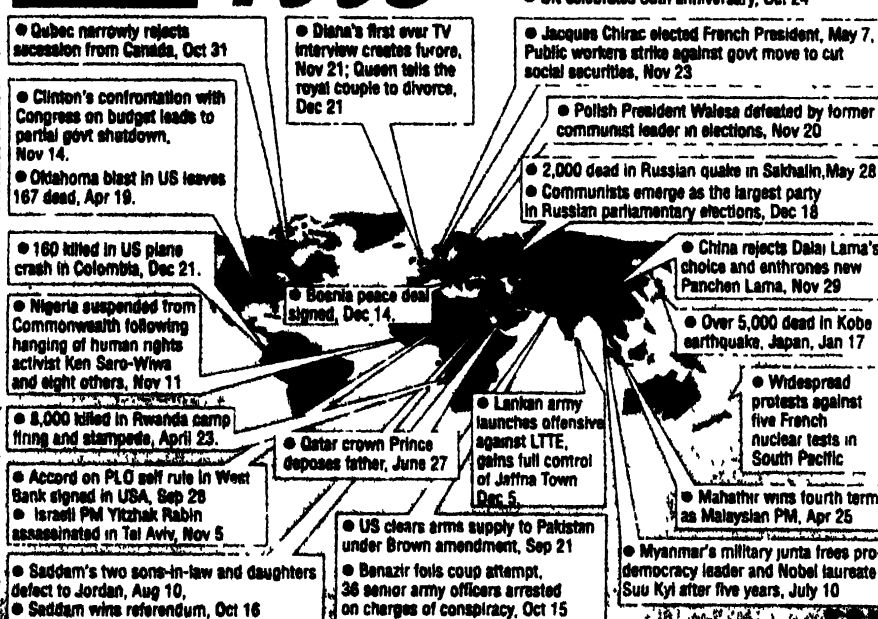 1995
Qubec narrowly rejects
secession from Canada, Oct 31
● Clinton's confrontation with
Congress on budget leads to
partial govt shutdown,
Nov 14.
● Oklahoma blast in US leaves
167 dead, Apr 19.
● 160 killed in US plane
crash in Colombia, Dec 21.
● Nigeria suspended from
Commonwealth following
hanging of human rights
activist Ken Saro-Wiwa
and eight others, Nov 11
● 8,000 killed in Rwanda camp
firing and stampede, April 23.
● Accord on PLO self rule in West
Bank signed in USA, Sep 28
● Israeli PM Yitzhak Rabin
assassinated in Tel Aviv, Nov 5
● Saddam's two sons-in-law and daughters
defect to Jordan, Aug 10,
● Saddam wins referendum, Oct 16
● Diana's first ever TV
interview creates furore,
Nov 21; Queen tells the
royal couple to divorce,
Dec 21
● Bosnia peace deal
signed, Dec 14.
● Qatar crown Prince
deposes father, June 27
● Lankan army
launches offensive
against LTTE,
gains full control
of Jaffna Town
Dec 5.
● US clears arms supply to Pakistan
under Brown amendment, Sep 21
● Benazir foils coup attempt,
36 senior army officers arrested
on charges of conspiracy, Oct 15
● UN celebrates 50th anniversary, Oct 24
● Jacques Chirac elected French President, May 7,
Public workers strike against govt move to cut
social securities, Nov 23
● Polish President Walesa defeated by former
communist leader in elections, Nov 20
● 2,000 dead in Russian quake in Sakhalin, May 28
● Communists emerge as the largest party
in Russian parliamentary elections, Dec 18
● China rejects Dalai Lama's
choice and enthrones new
Panchen Lama, Nov 29
● Over 5,000 dead in Kobe
earthquake, Japan, Jan 17
● Widespread
protests against
five French
nuclear tests in
South Pacific
● Mahathir wins fourth term
as Malaysian PM, Apr 25
● Myanmar's military junta frees pro-
democracy leader and Nobel laureate
Suu Kyi after five years, July 10